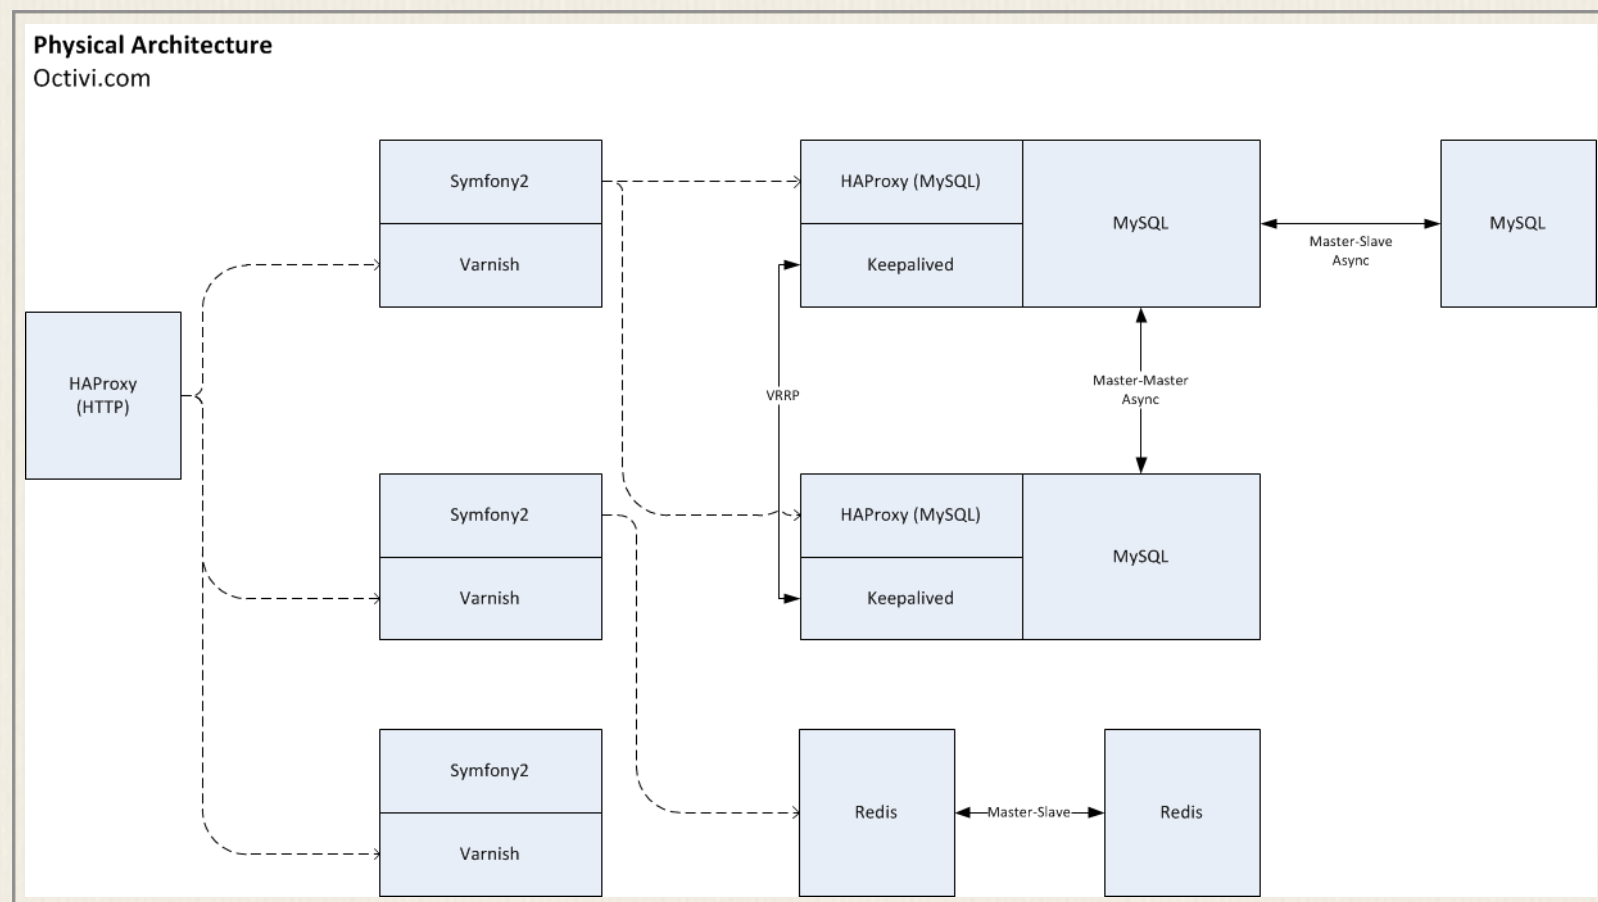 Physical Architecture
Octivi.com
Symfony2
Varnish
HAProxy (MySQL)
Keepalived
MySQL
Master-Slave
Async
MySQL
HAProxy
(HTTP)
VRRP
Master-Master
Async
Symfony2
Varnish
HAProxy (MySQL)
Keepalived
MySQL
Symfony2
Varnish
Redis
Master-Slave
Redis